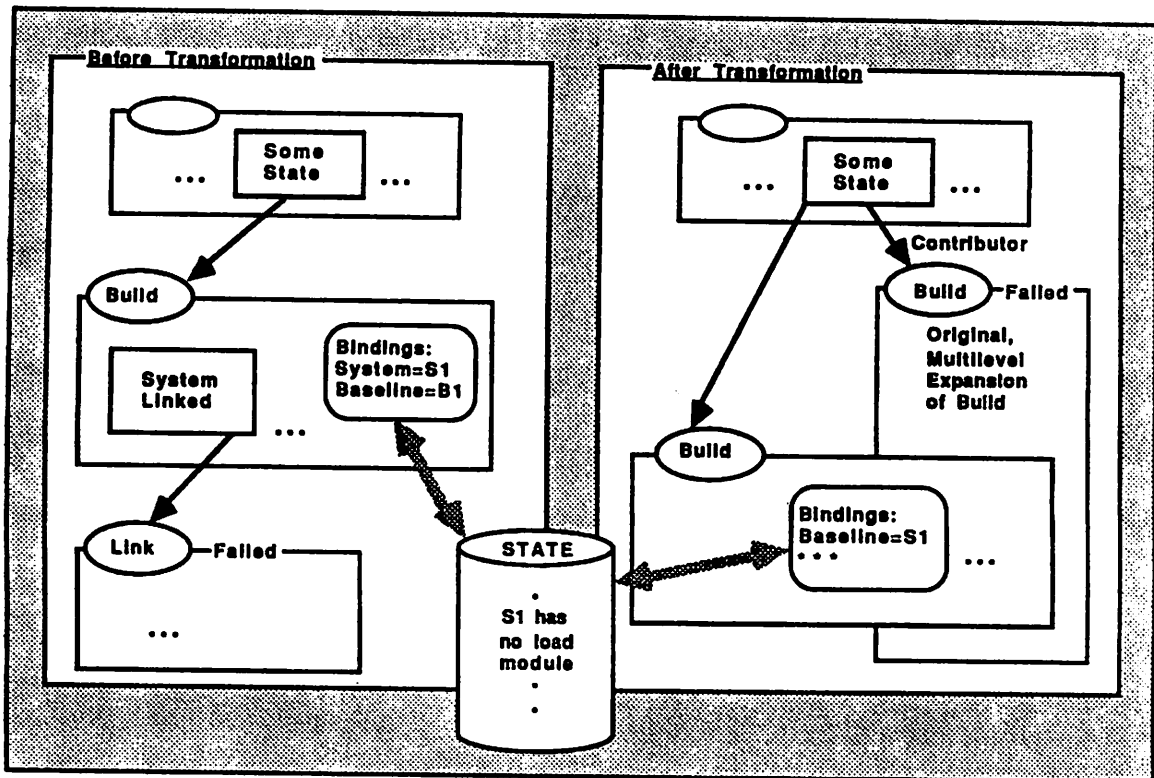 Before Transformation
Some
State
...
...
Build
Bindings:
System=S1
Baseline=B1
System
Linked
...
Link
Failed
...
STATE
.
S1 has
no load
module
.
.
After Transformation
Some
State
...
...
Contributor
Build
Failed
Original,
Multilevel
Expansion
of Build
Build
Bindings:
Baseline=S1
...
...